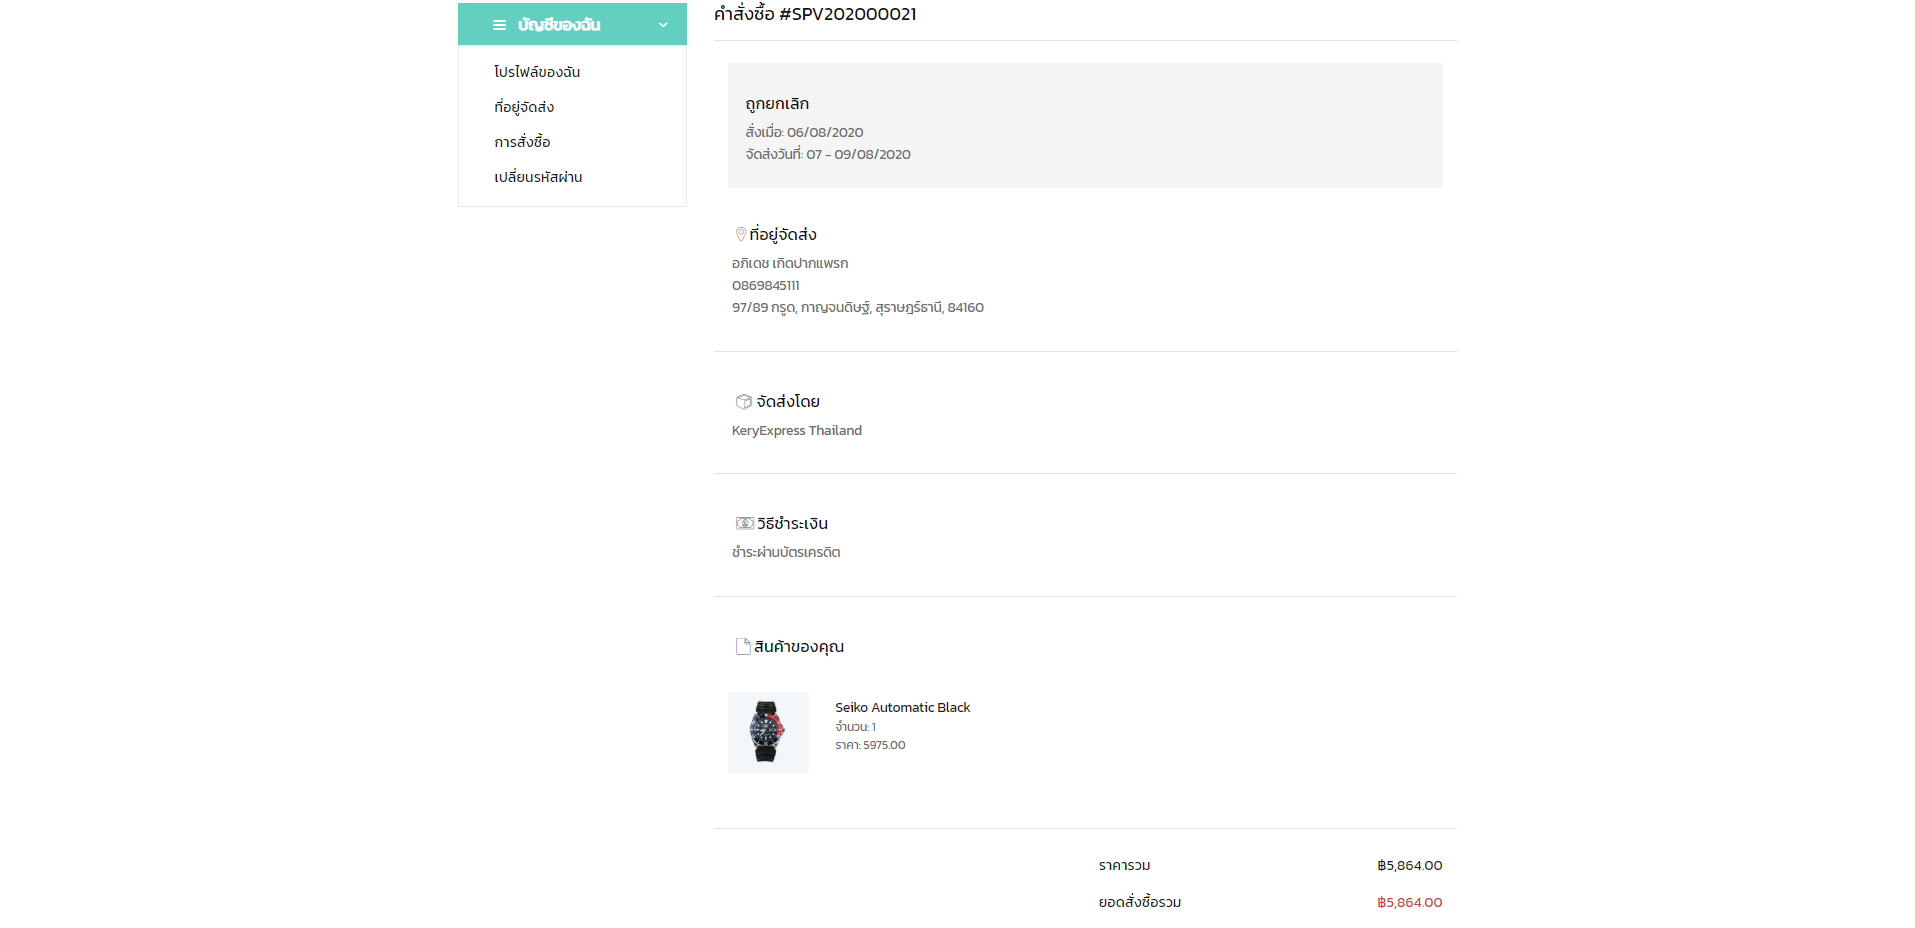 บัญชีของฉัน
โปรไฟล์ของฉัน
ที่อยู่จัดส่ง
การสั่งซื้อ
เปลี่ยนรหัสผ่าน
คำสั่งซื้อ #SPV202000021
ถูกยกเลิก
สั่งเมื่อ: 06/08/2020
จัดส่งวันที่: 07 - 09/08/2020
ที่อยู่จัดส่ง
อภิเดช เกิดปากแพรก
0869845111
97/89 กรูด, กาญจนดิษฐ์, สุราษฎร์ธานี, 84160
จัดส่งโดย
KeryExpress Thailand
วิธีชำระเงิน
ชำระผ่านบัตรเครดิต
สินค้าของคุณ
Seiko Automatic Black
จำนวน: 1
ราคา: 5975.00
ราคารวม ฿5,864.00
ยอดสั่งซื้อรวม ฿5,864.00